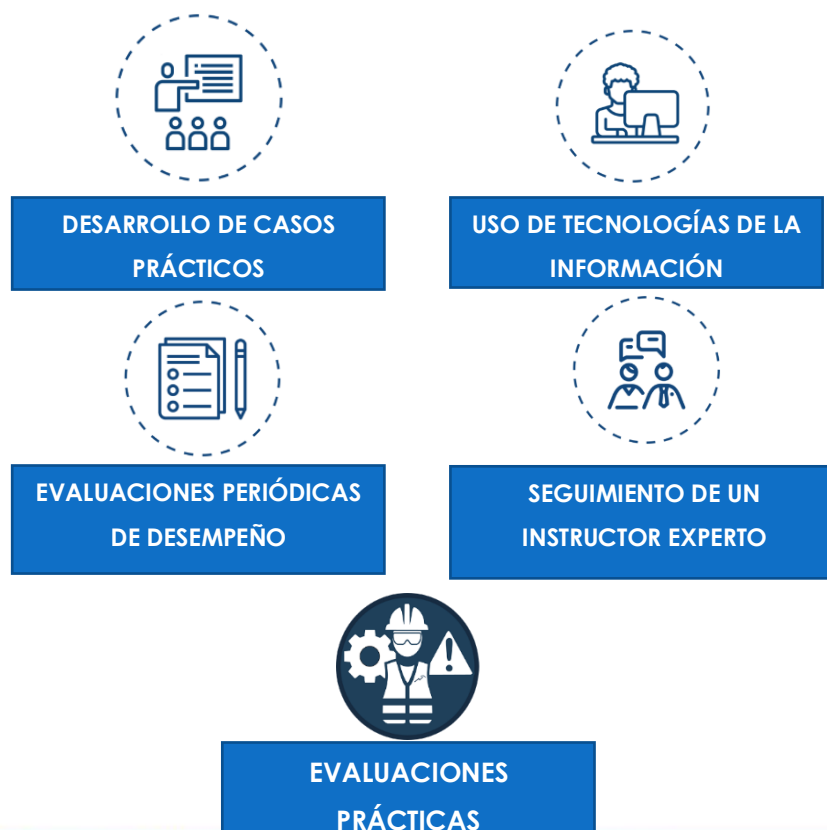 DESARROLLO DE CASOS
PRÁCTICOS
USO DE TECNOLOGÍAS DE LA
INFORMACIÓN
EVALUACIONES PERIÓDICAS
DE DESEMPEÑO
SEGUIMIENTO DE UN
INSTRUCTOR EXPERTO
EVALUACIONES
PRÁCTICAS